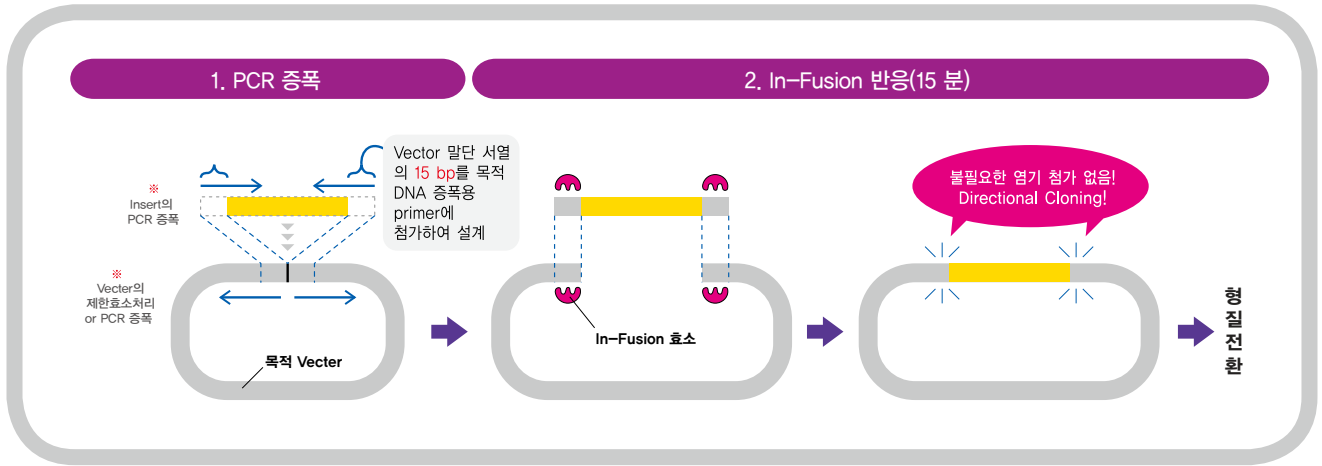 1. PCR 증폭
2. In-Fusion 반응(15 분)
Vector 말단 서열
의 15 bp를 목적
DNA 증폭용
primer에
첨가하여 설계
※
Insert의
PCR 증폭
※
Vecter의
제한효소처리
or PCR 증폭
목적 Vecter
In-Fusion 효소
불필요한 염기 첨가 없음!
Directional Cloning!
형
질
전
환